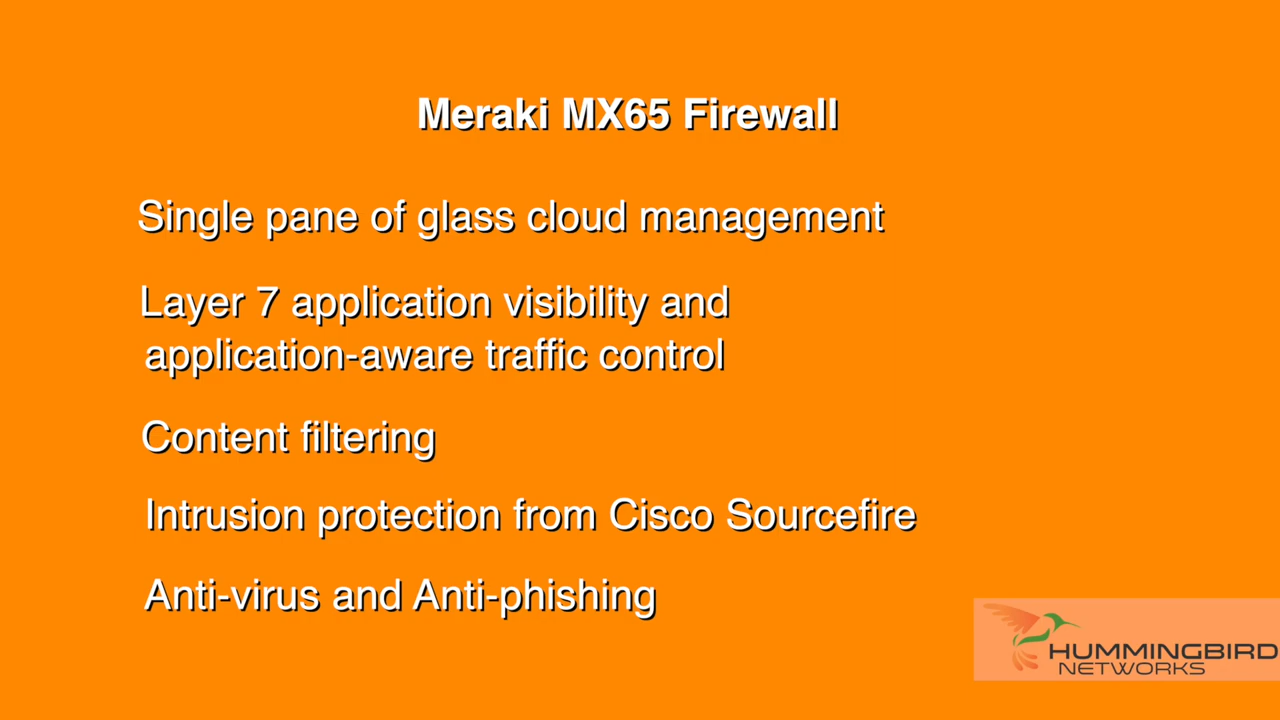 Meraki MX65 Firewall
Single pane of glass cloud management
Layer 7 application visibility and
application-aware traffic control
Content filtering
Intrusion protection from Cisco Sourcefire
Anti-virus and Anti-phishing
HUMMINGBIRD
NETWORKS